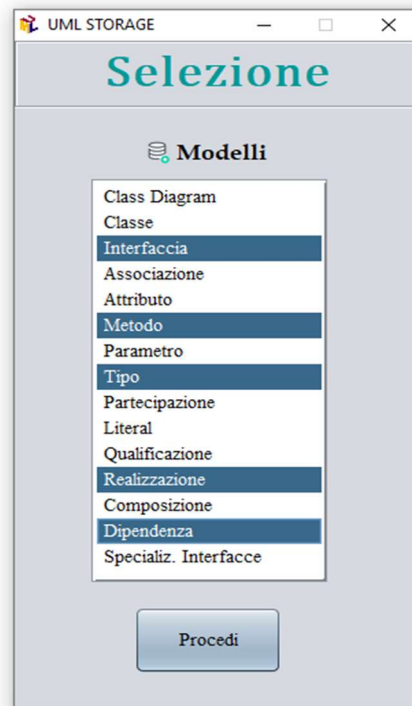 UML STORAGE
Selezione
Modelli
Class Diagram
Classe
Interfaccia
Associazione
Attributo
Metodo
Parametro
Tipo
Partecipazione
Literal
Qualificazione
Realizzazione
Composizione
Dipendenza
Specializ. Interfacce
Procedi